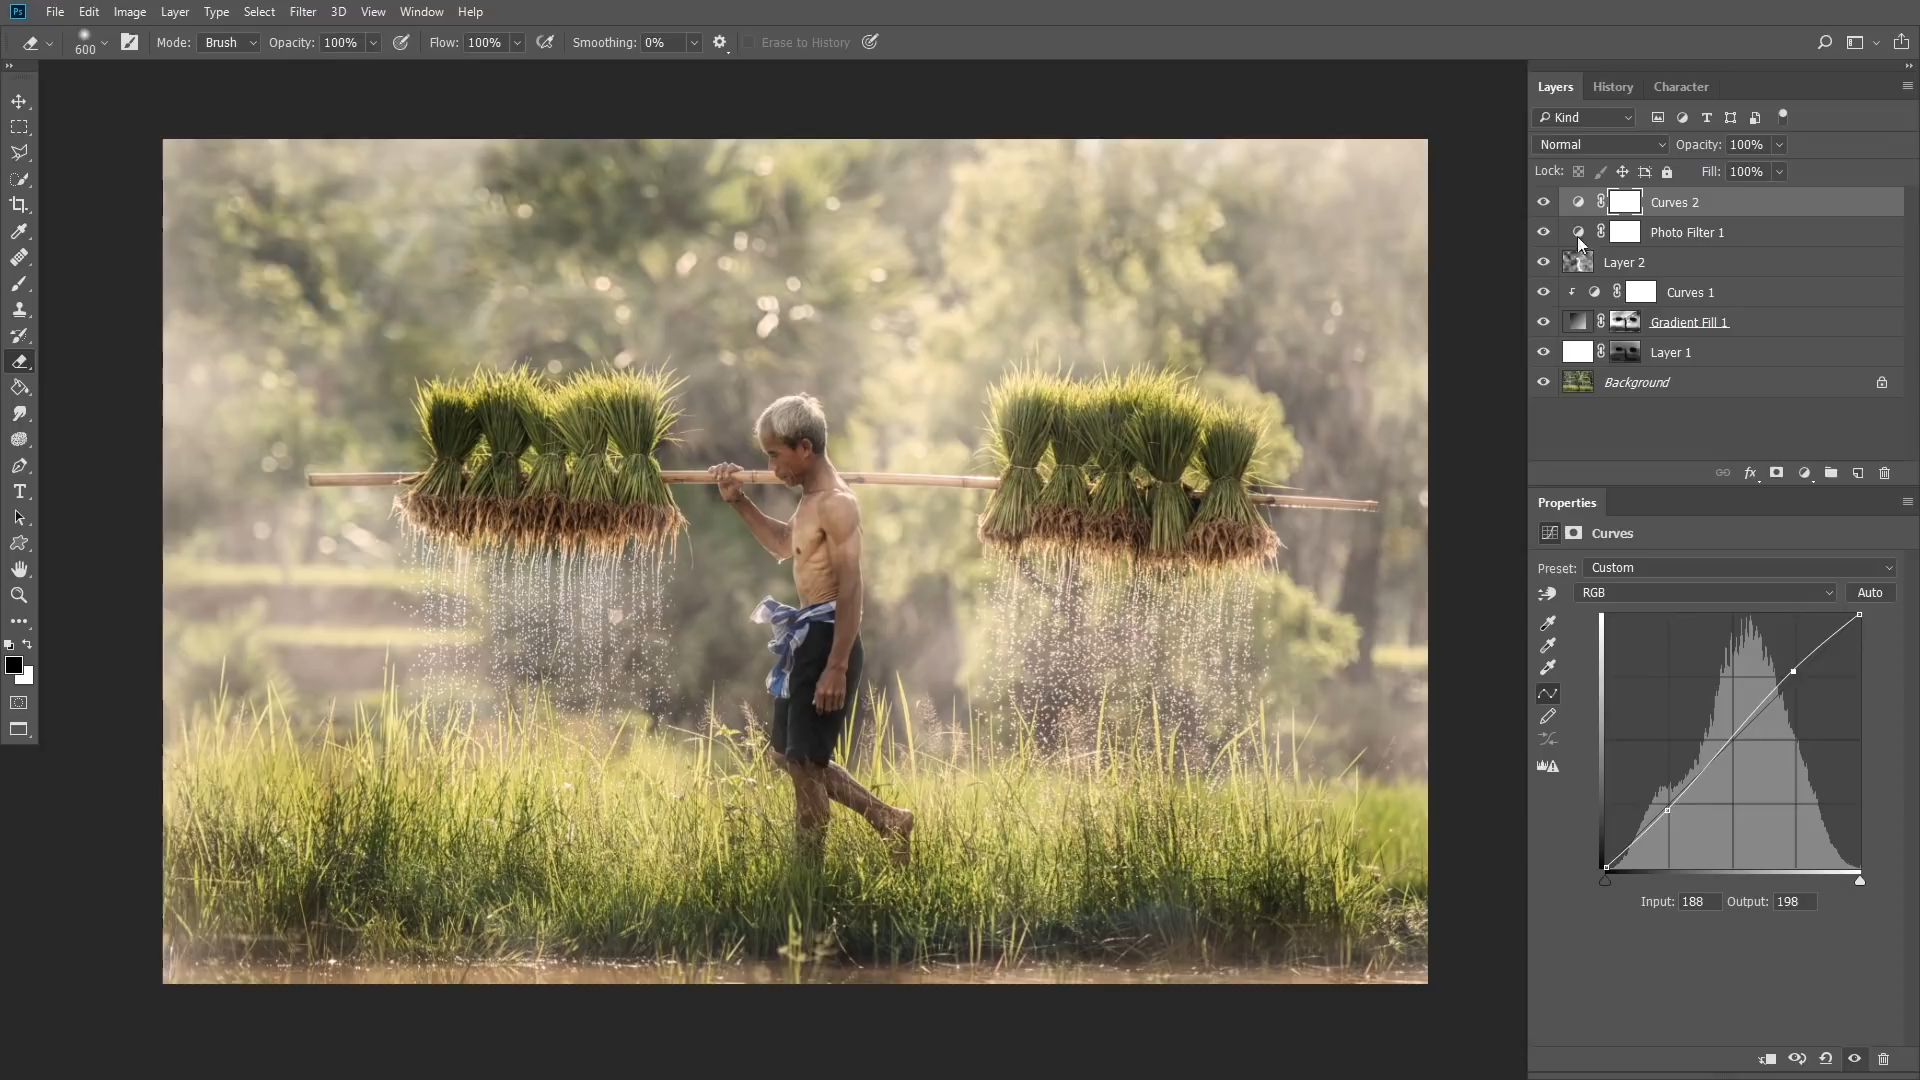 Ps File Edit Image Layer Type Select Filter 3D View Window Help
600 Mode: Brush Opacity: 100% Flow: 100% Smoothing: 0% Erase to History
Layers History Character
Kind
Normal Opacity: 100%
Lock: Fill: 100%
Curves 2
Photo Filter 1
Layer 2
Curves 1
Gradient Fill 1
Layer 1
Background
fx
Properties
Curves
Preset: Custom
RGB Auto
Input: 188 Output: 198